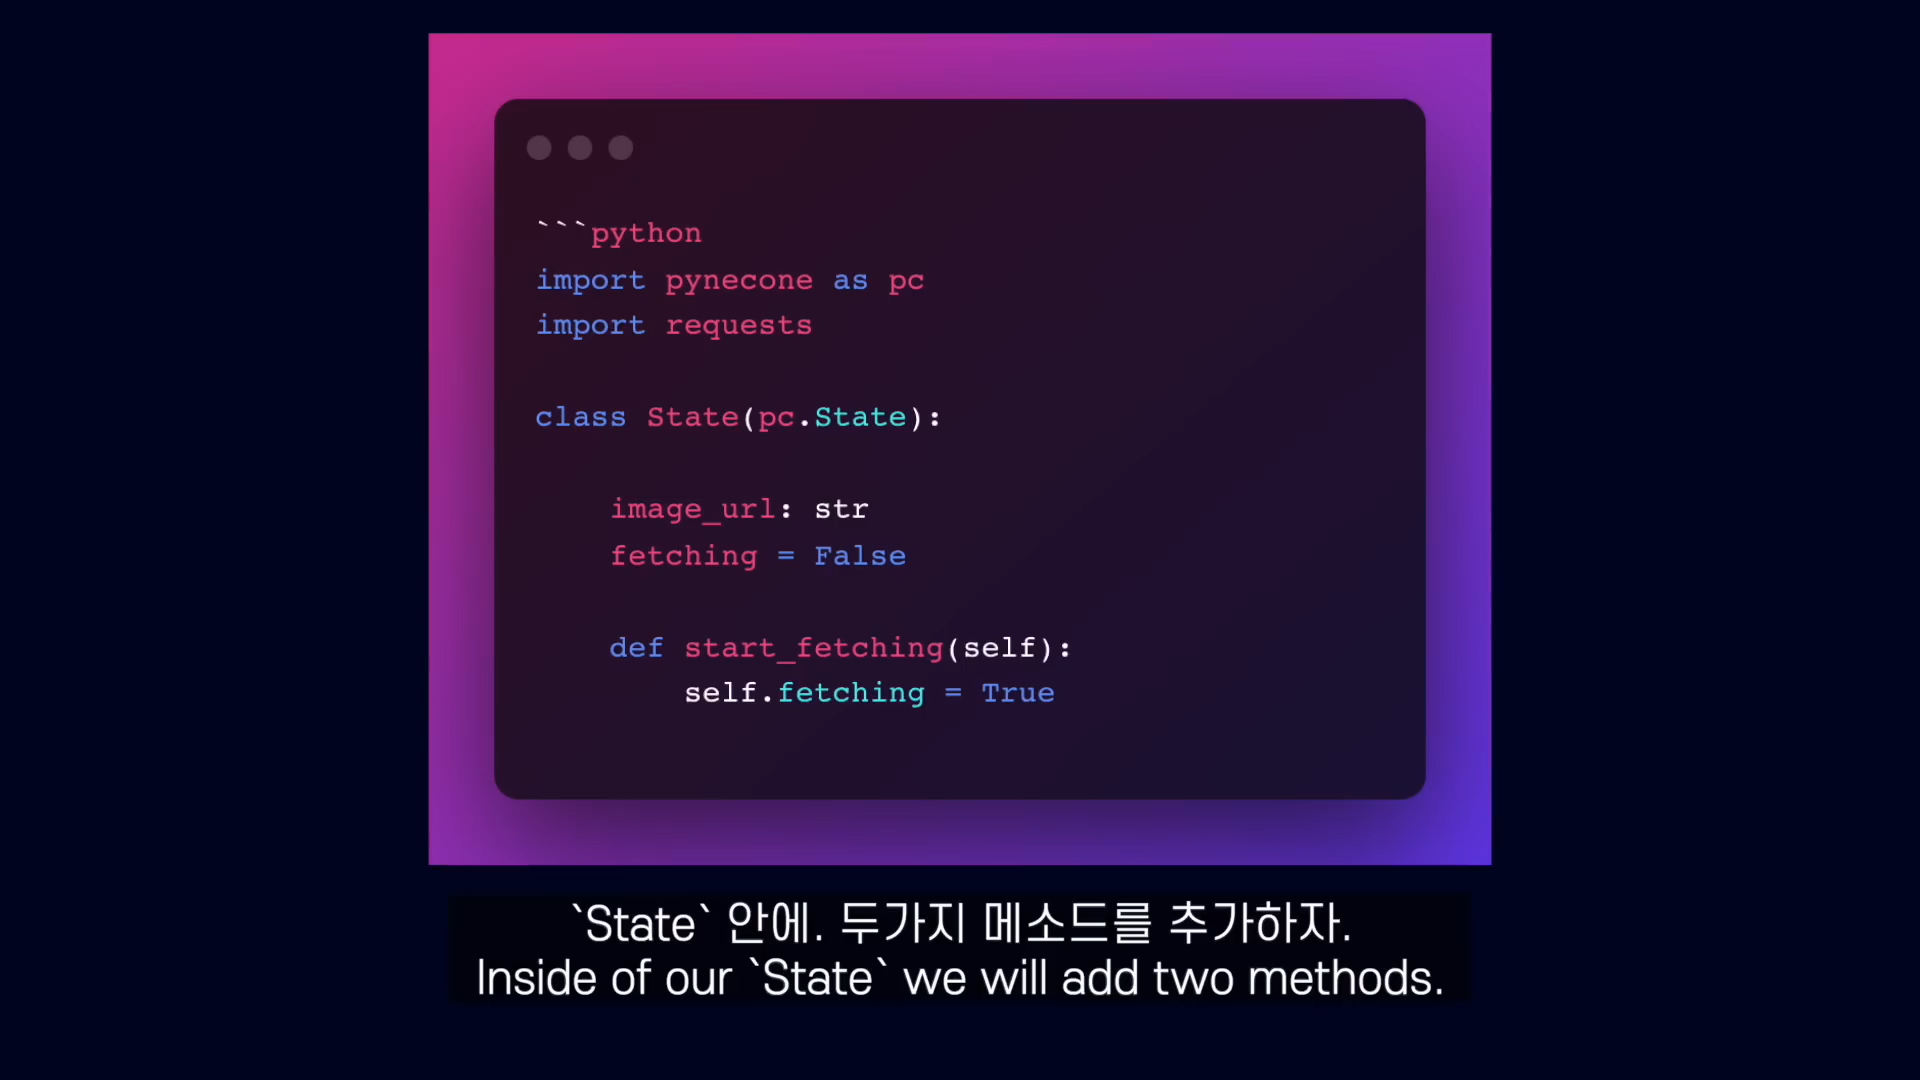 ```python
import pynecone as pc
import requests
class State(pc.State):
image_url: str
fetching = False
def start_fetching(self):
self.fetching = True
`State` 안에. 두가지 메소드를 추가하자.
Inside of our `State` we will add two methods.